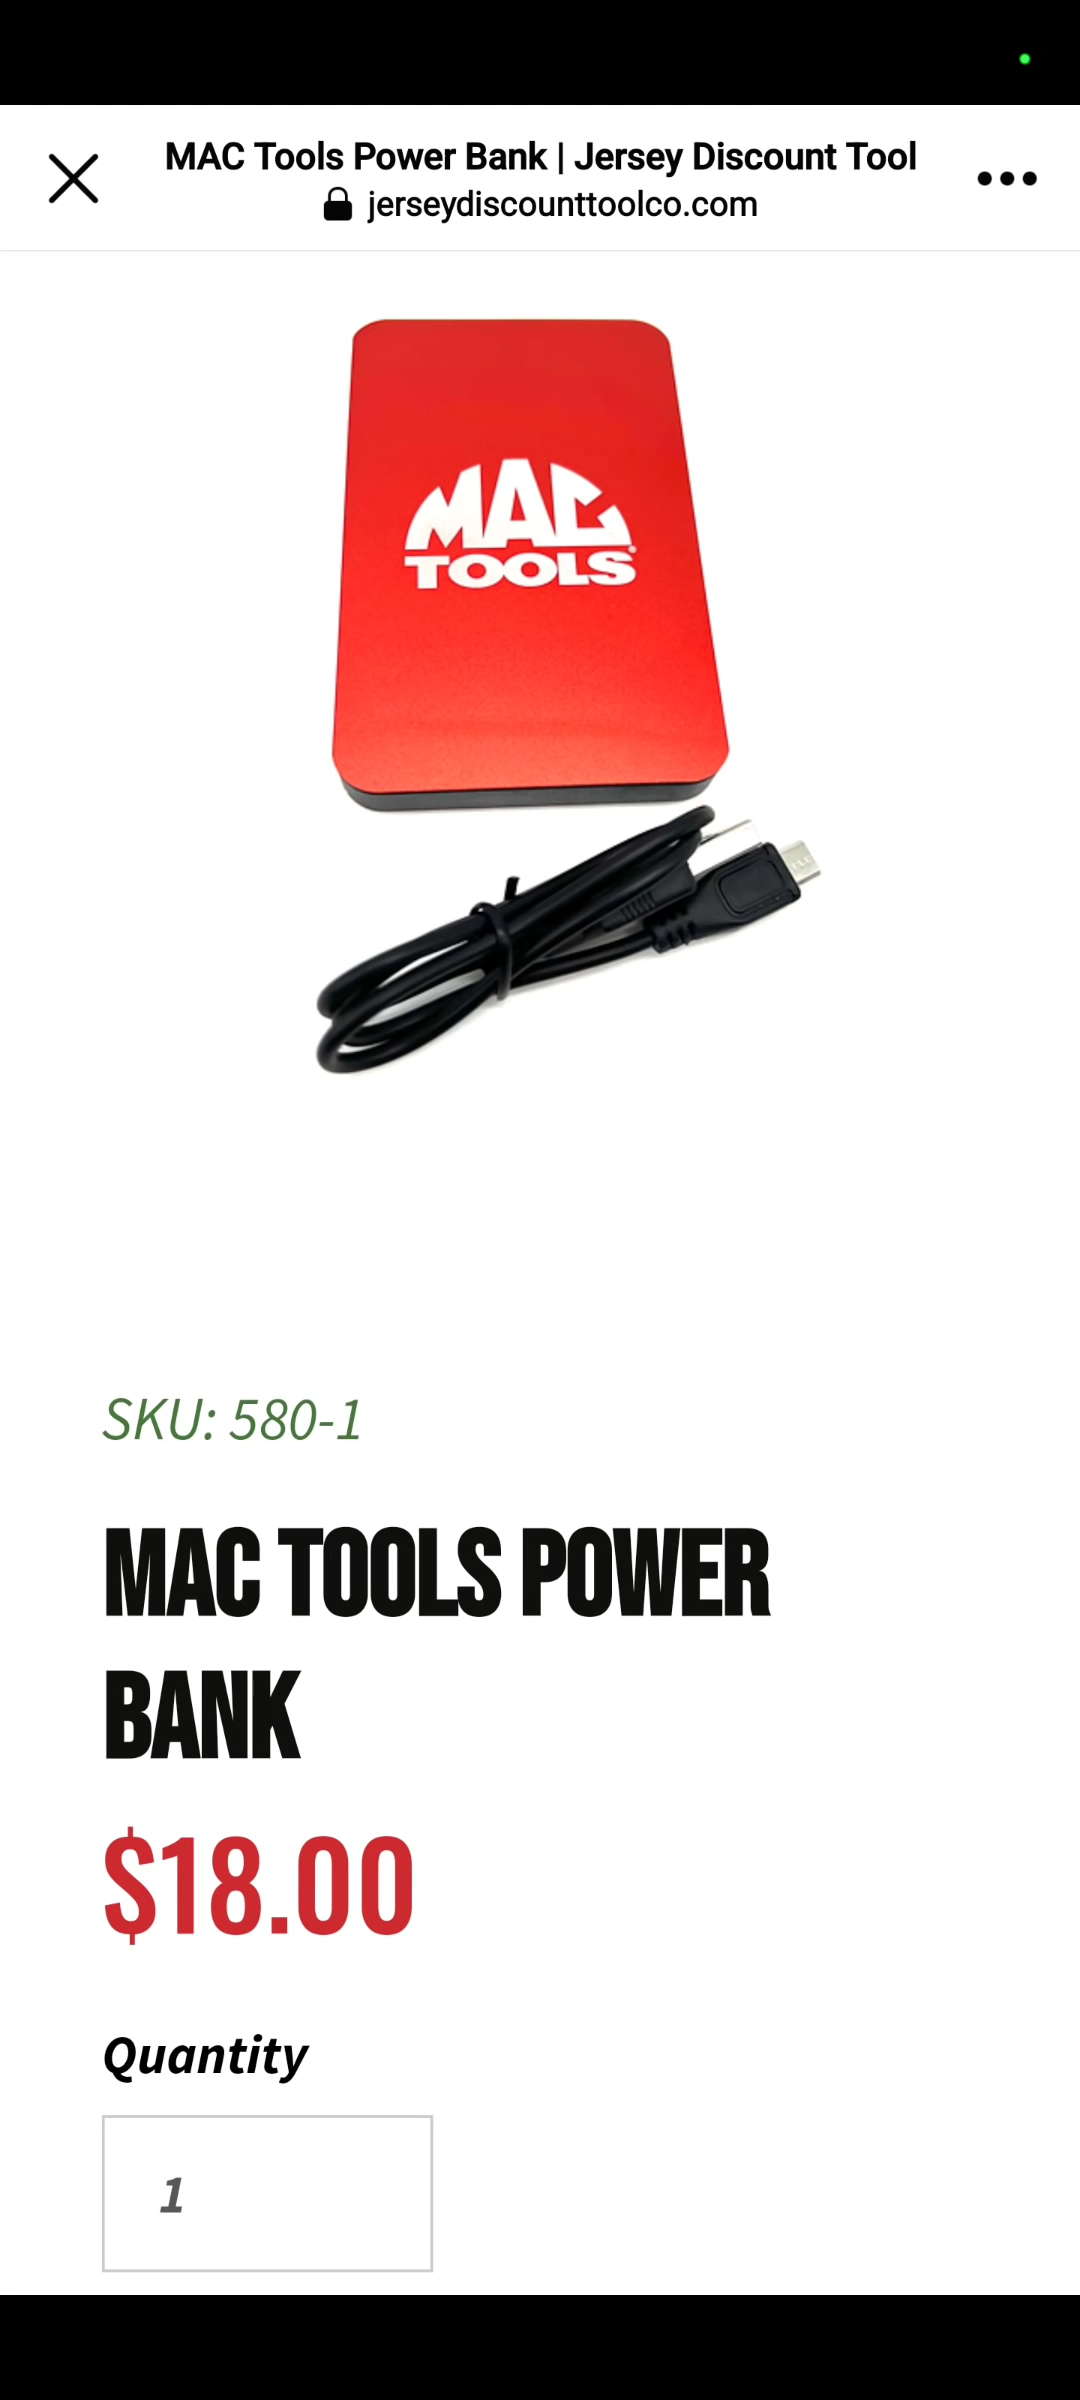 MAC Tools Power Bank | Jersey Discount Tool
jerseydiscounttoolco.com
MAC
TOOLS
SKU: 580-1
MAC TOOLS POWER
BANK
$18.00
Quantity
1